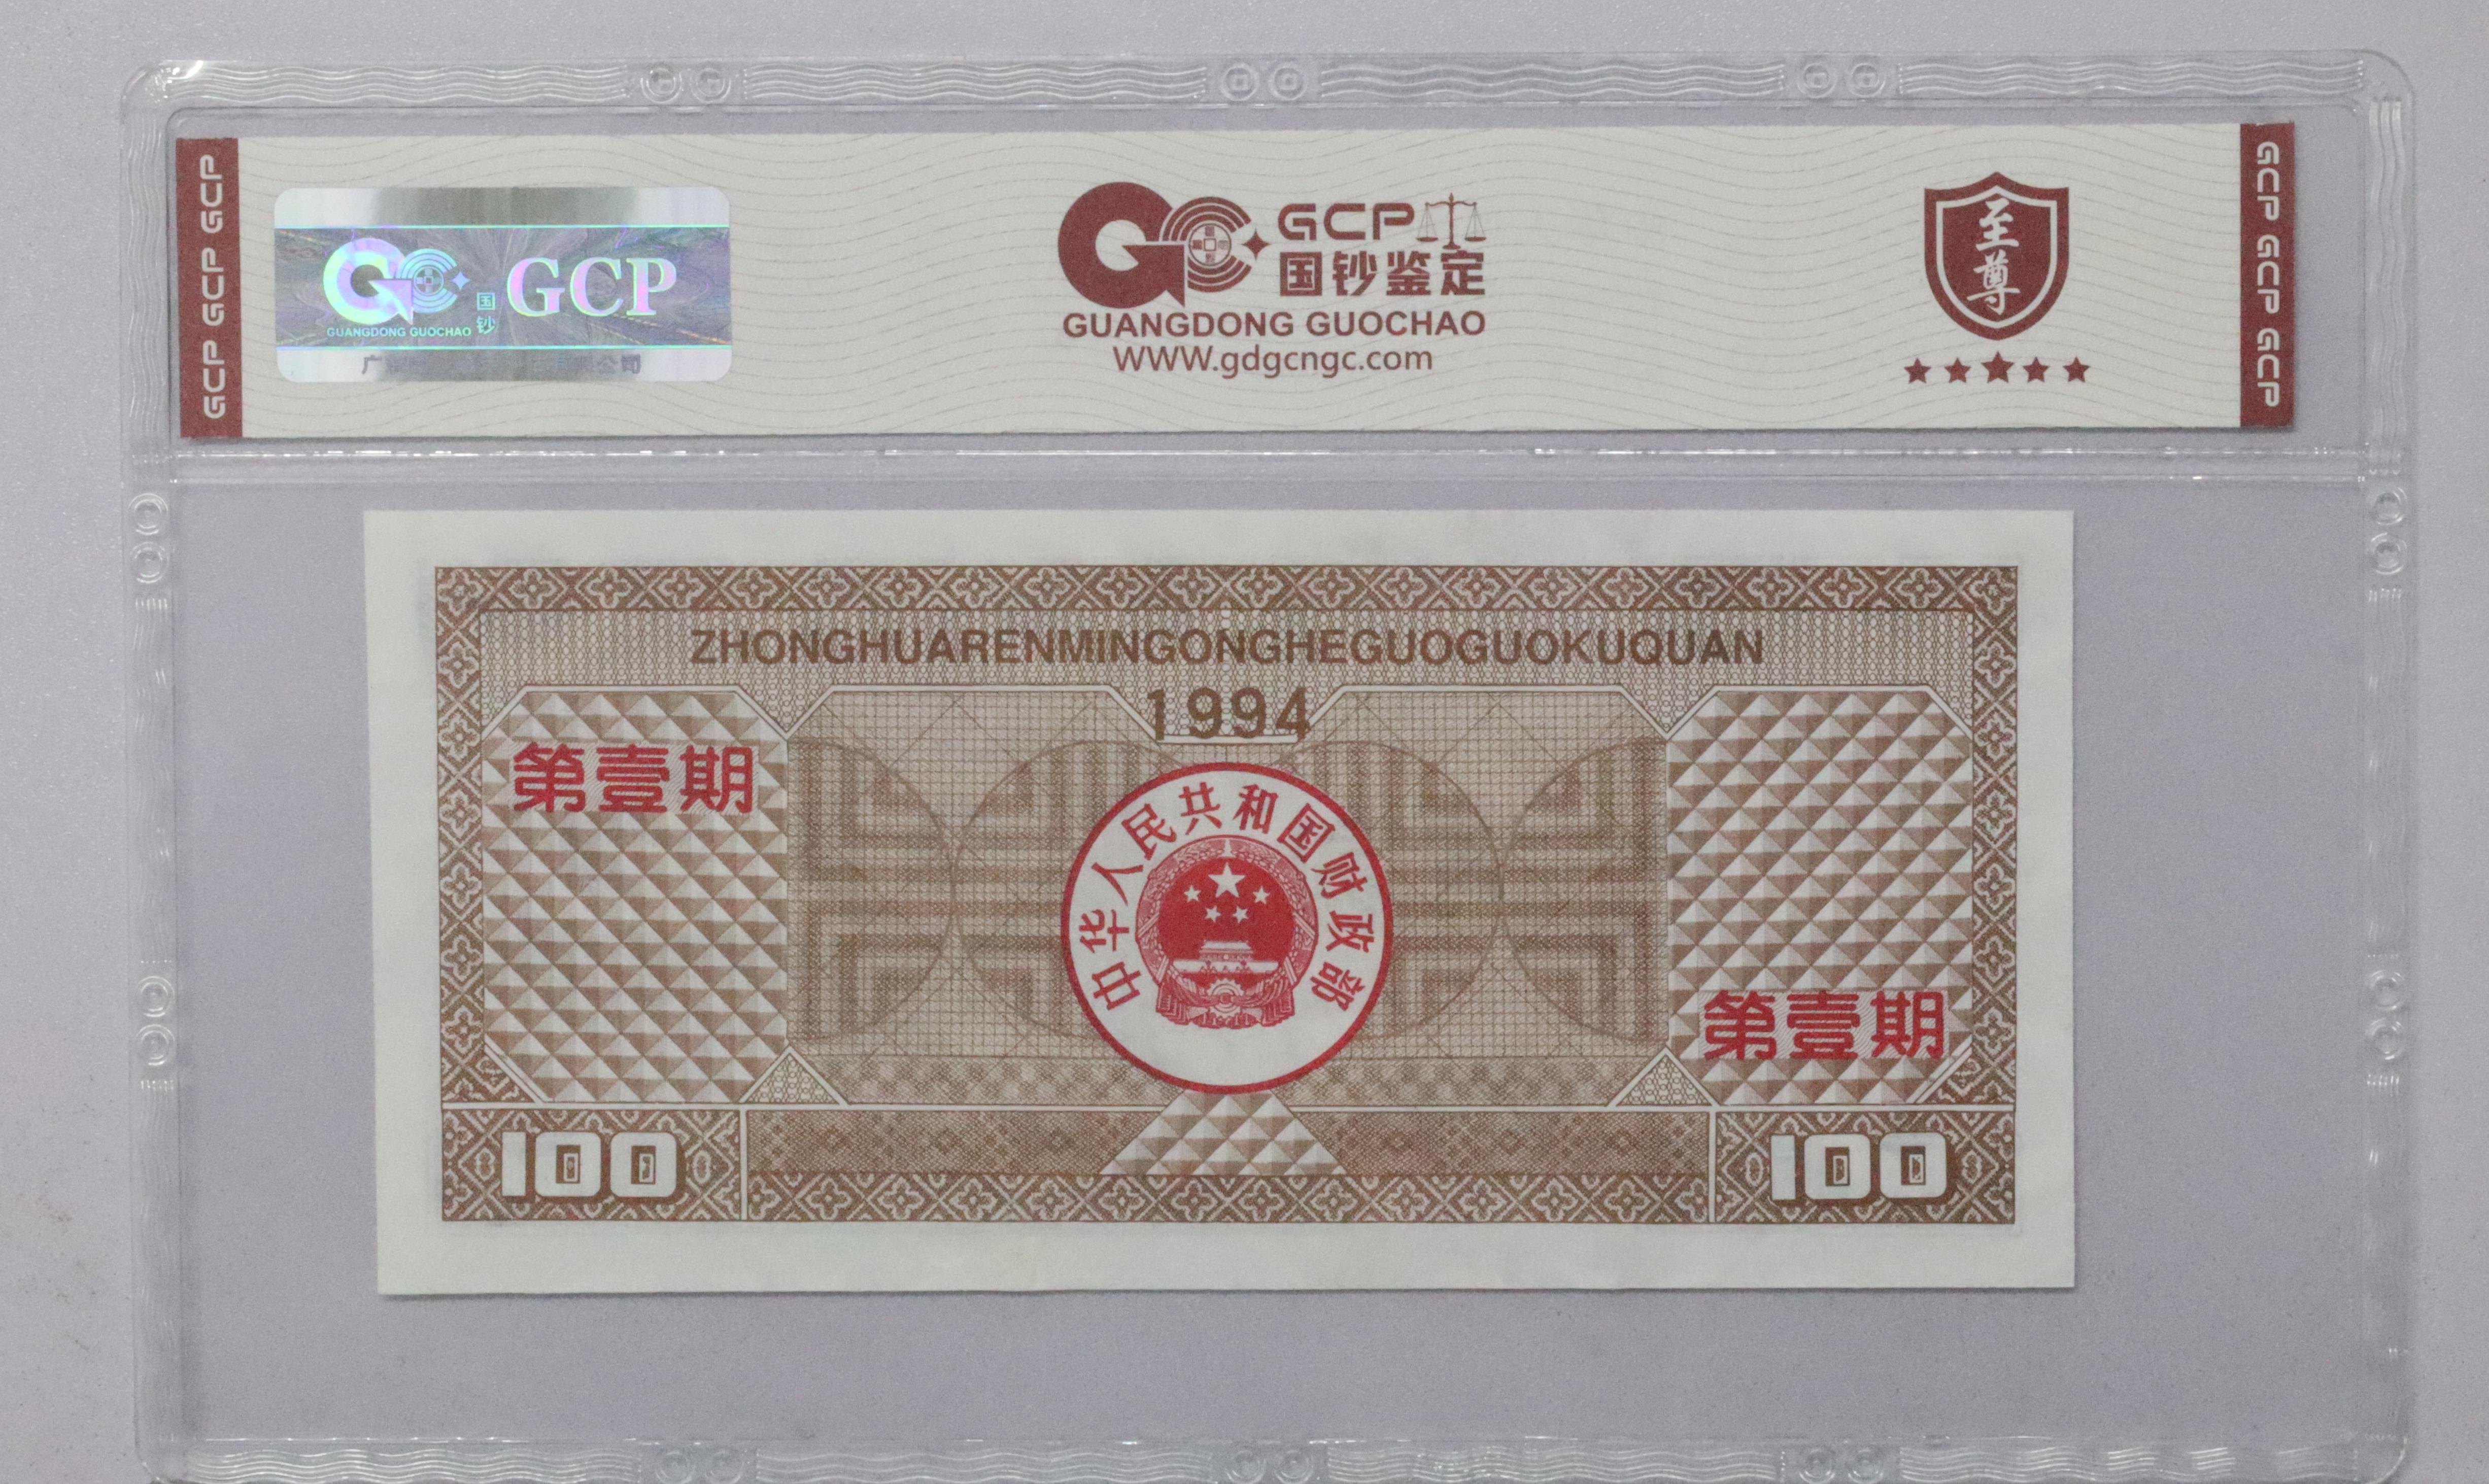 GCP GCP GCP
国钞
GCP
GUANGDONG GUOCHAO
公司
GCP
国钞鉴定
GUANGDONG GUOCHAO
WWW.gdgcngc.com
至尊
GCP GCP GCP
ZHONGHUARENMINGONGHEGUOGUOKUQUAN
1994
第壹期
中华人民共和国财政部
第壹期
100
100